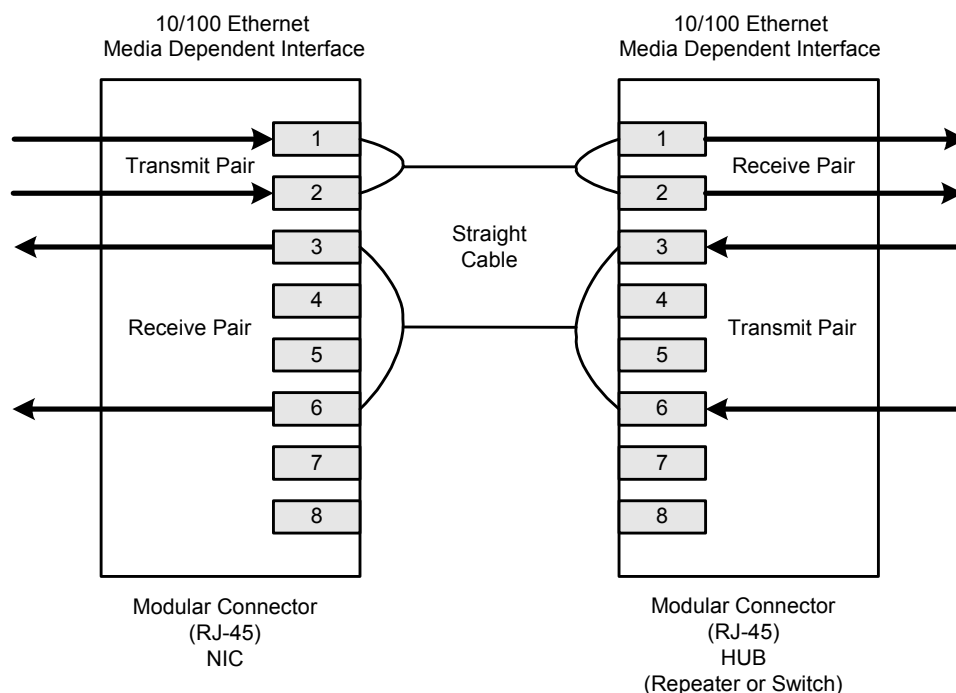 10/100 Ethernet
Media Dependent Interface
10/100 Ethernet
Media Dependent Interface
1
Transmit Pair
2
3
4
Receive Pair
5
6
7
8
Straight
Cable
1
Receive Pair
2
3
4
Transmit Pair
5
6
7
8
Modular Connector
(RJ-45)
NIC
Modular Connector
(RJ-45)
HUB
(Repeater or Switch)